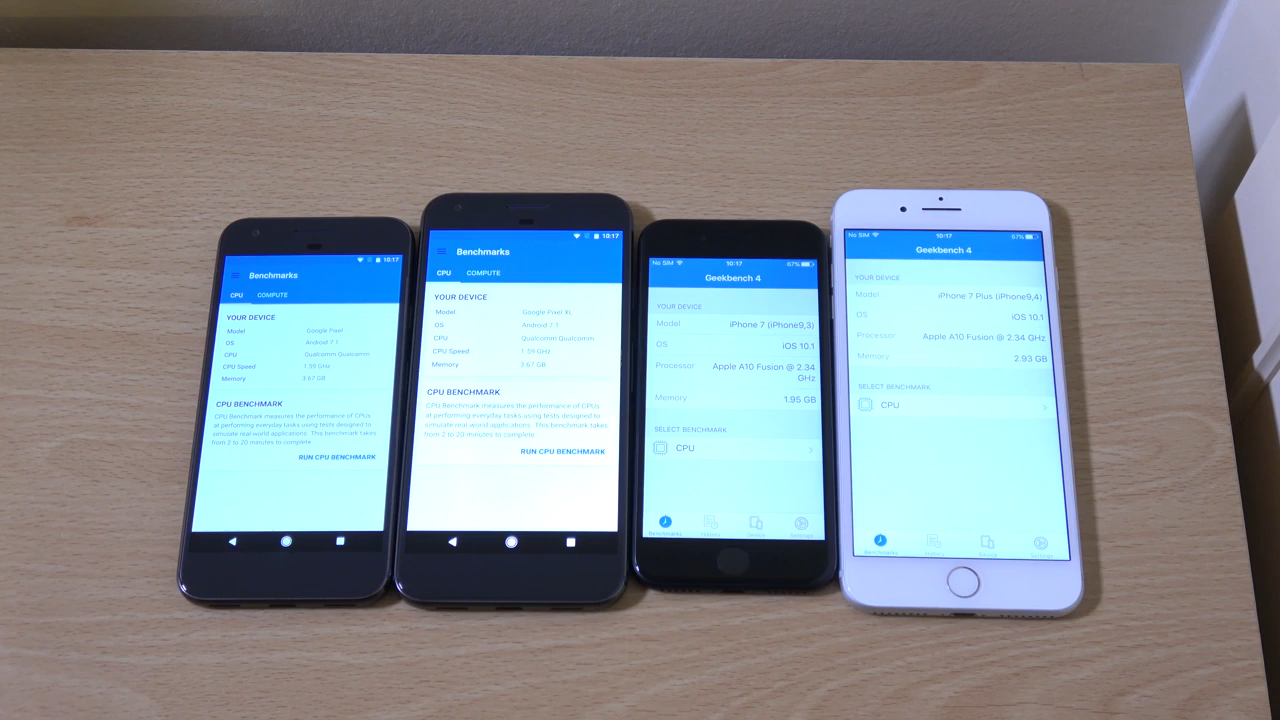 10:17
Benchmarks
CPU COMPUTE
YOUR DEVICE
Model Google Pixel
OS Android 7.1
CPU Qualcomm Qualcomm
CPU Speed 1.59 GHz
Memory 3.67 GB
CPU BENCHMARK
CPU Benchmark measures the performance of CPUs
at performing everyday tasks using tests designed to
simulate real world applications. This benchmark takes
from 2 to 20 minutes to complete.
RUN CPU BENCHMARK
10:17
Benchmarks
CPU COMPUTE
YOUR DEVICE
Model Google Pixel XL
OS Android 7.1
CPU Qualcomm Qualcomm
CPU Speed 1.59 GHz
Memory 3.67 GB
CPU BENCHMARK
CPU Benchmark measures the performance of CPUs
at performing everyday tasks using tests designed to
simulate real world applications. This benchmark takes
from 2 to 20 minutes to complete.
RUN CPU BENCHMARK
No SIM 10:17 67%
Geekbench 4
YOUR DEVICE
Model iPhone 7 (iPhone9,3)
OS iOS 10.1
Processor Apple A10 Fusion @ 2.34
GHz
Memory 1.95 GB
SELECT BENCHMARK
CPU
Benchmarks History Device Settings
No SIM 10:17 67%
Geekbench 4
YOUR DEVICE
Model iPhone 7 Plus (iPhone9,4)
OS iOS 10.1
Processor Apple A10 Fusion @ 2.34 GHz
Memory 2.93 GB
SELECT BENCHMARK
CPU
Benchmarks History Device Settings